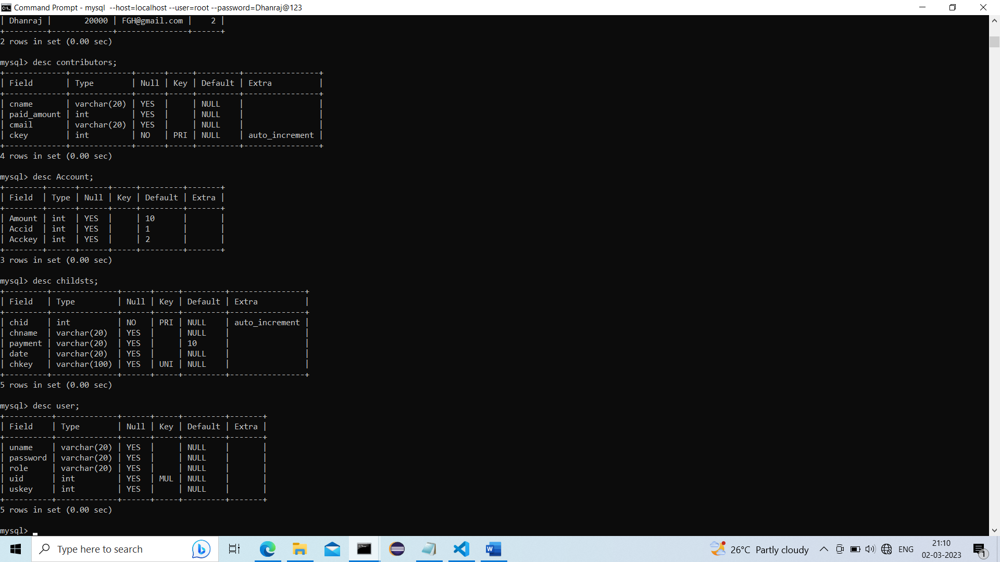 Command Prompt - mysql  --host=localhost --user=root --password=Dhanraj@123
| Dhanraj |       20000 | FGH@gmail.com |    2 |
+---------+-------------+---------------+------+
2 rows in set (0.00 sec)
mysql> desc contributors;
+-------------+-------------+------+-----+---------+----------------+
| Field       | Type        | Null | Key | Default | Extra          |
+-------------+-------------+------+-----+---------+----------------+
| cname       | varchar(20) | YES  |     | NULL    |                |
| paid_amount | int         | YES  |     | NULL    |                |
| cmail       | varchar(20) | YES  |     | NULL    |                |
| ckey        | int         | NO   | PRI | NULL    | auto_increment |
+-------------+-------------+------+-----+---------+----------------+
4 rows in set (0.00 sec)
mysql> desc Account;
+--------+------+------+-----+---------+-------+
| Field  | Type | Null | Key | Default | Extra |
+--------+------+------+-----+---------+-------+
| Amount | int  | YES  |     | 10      |       |
| Accid  | int  | YES  |     | 1       |       |
| Acckey | int  | YES  |     | 2       |       |
+--------+------+------+-----+---------+-------+
3 rows in set (0.00 sec)
mysql> desc childsts;
+---------+--------------+------+-----+---------+----------------+
| Field   | Type         | Null | Key | Default | Extra          |
+---------+--------------+------+-----+---------+----------------+
| chid    | int          | NO   | PRI | NULL    | auto_increment |
| chname  | varchar(20)  | YES  |     | NULL    |                |
| payment | varchar(20)  | YES  |     | 10      |                |
| date    | varchar(20)  | YES  |     | NULL    |                |
| chkey   | varchar(100) | YES  | UNI | NULL    |                |
+---------+--------------+------+-----+---------+----------------+
5 rows in set (0.00 sec)
mysql> desc user;
+----------+-------------+------+-----+---------+-------+
| Field    | Type        | Null | Key | Default | Extra |
+----------+-------------+------+-----+---------+-------+
| uname    | varchar(20) | YES  |     | NULL    |       |
| password | varchar(20) | YES  |     | NULL    |       |
| role     | varchar(20) | YES  |     | NULL    |       |
| uid      | int         | YES  | MUL | NULL    |       |
| uskey    | int         | YES  |     | NULL    |       |
+----------+-------------+------+-----+---------+-------+
5 rows in set (0.00 sec)
mysql>
Type here to search
26°C Partly cloudy
ENG
21:10
02-03-2023
1